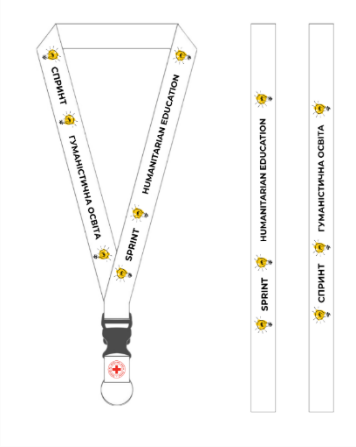 СПРИНТ
ГУМАНІСТИЧНА ОСВІТА
HUMANITARIAN EDUCATION
SPRINT
HUMANITARIAN EDUCATION
SPRINT
ГУМАНІСТИЧНА ОСВІТА
СПРИНТ